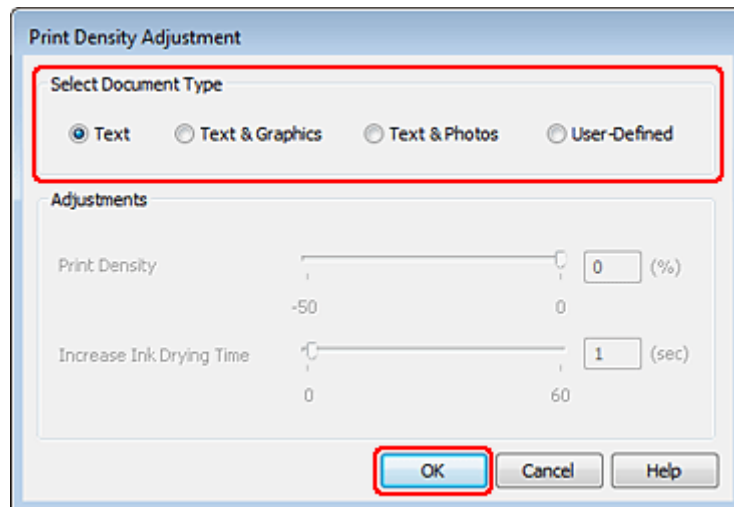 Print Density Adjustment
Select Document Type
Text Text & Graphics Text & Photos User-Defined
Adjustments
Print Density 0 (%)
-50 0
Increase Ink Drying Time 1 (sec)
0 60
OK Cancel Help